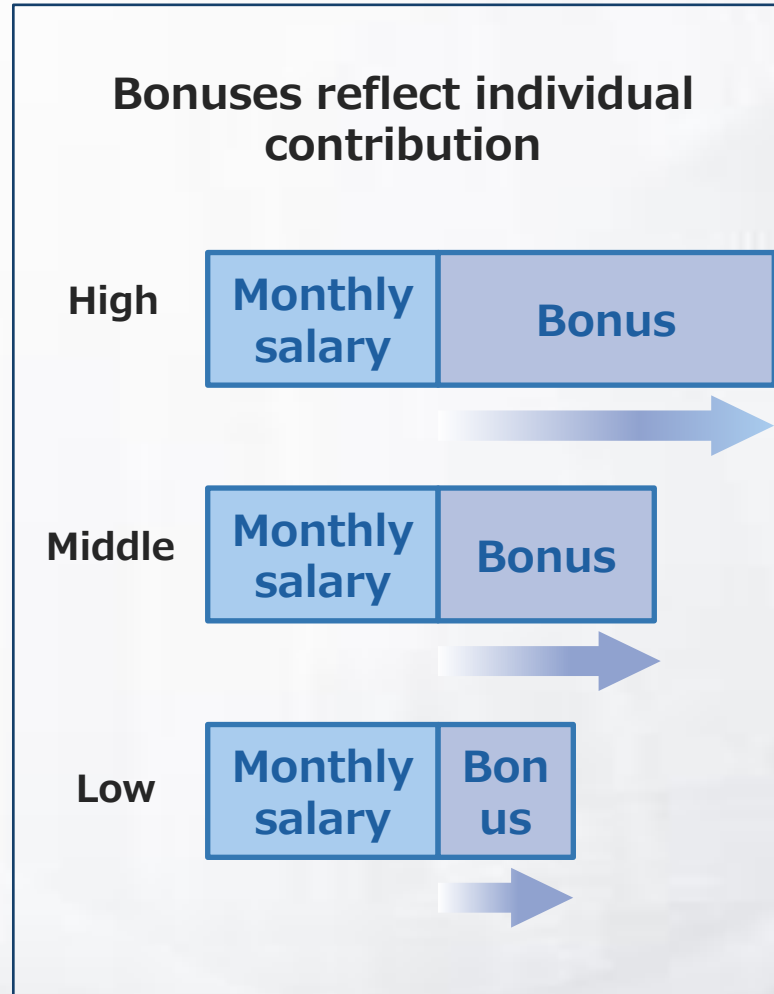 Bonuses reflect individual
contribution
High
Monthly
salary
Bonus
Middle
Monthly
salary
Bonus
Low
Monthly
salary
Bon
us